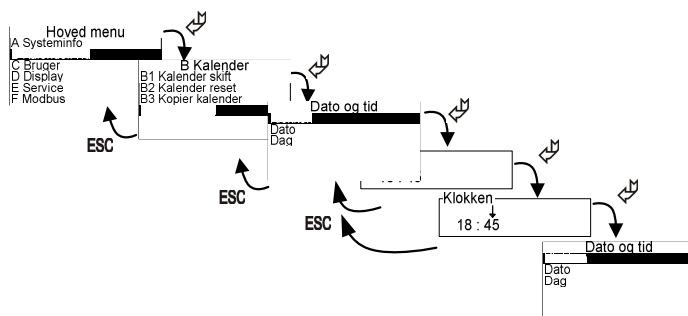 Hoved menu
A Systeminfo
C Bruger
D Display
E Service
F Modbus
ESC
B Kalender
B1 Kalender skift
B2 Kalender reset
B3 Kopier kalender
ESC
Dato og tid
Dato
Dag
ESC
Klokken
18 : 45
Dato og tid
Dato
Dag